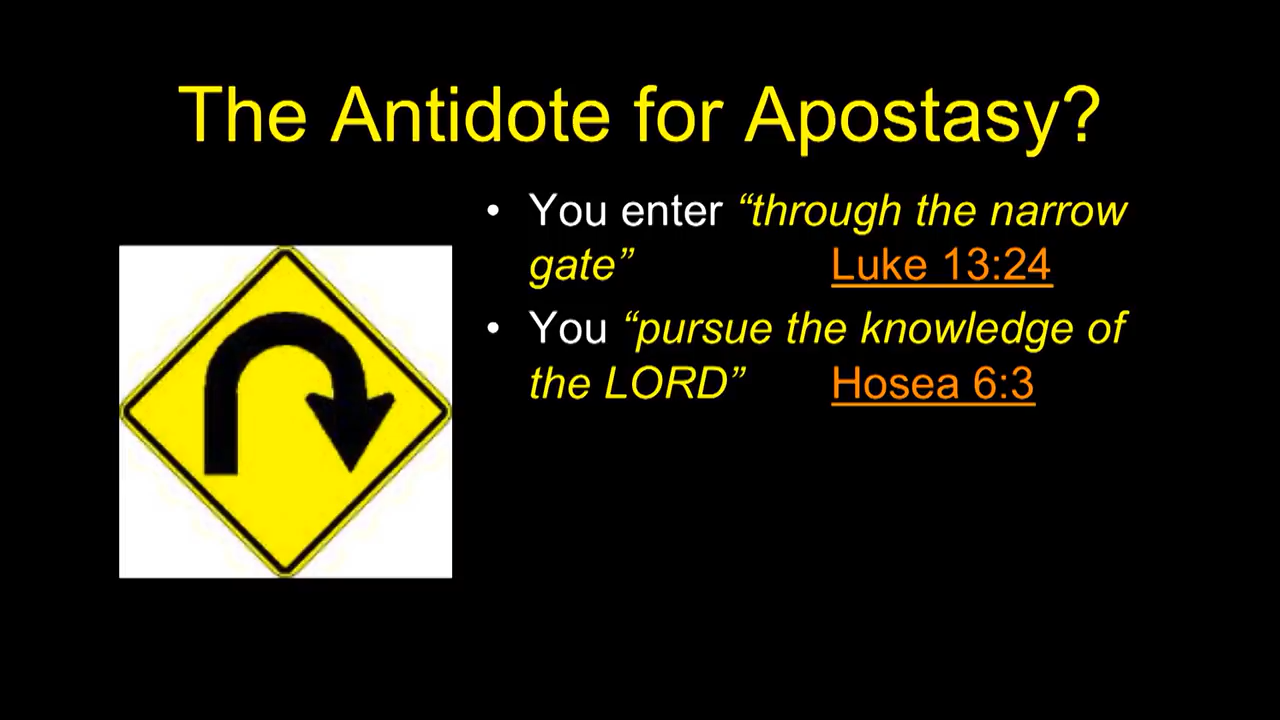 The Antidote for Apostasy?
• You enter “through the narrow
gate” Luke 13:24
• You “pursue the knowledge of
the LORD” Hosea 6:3